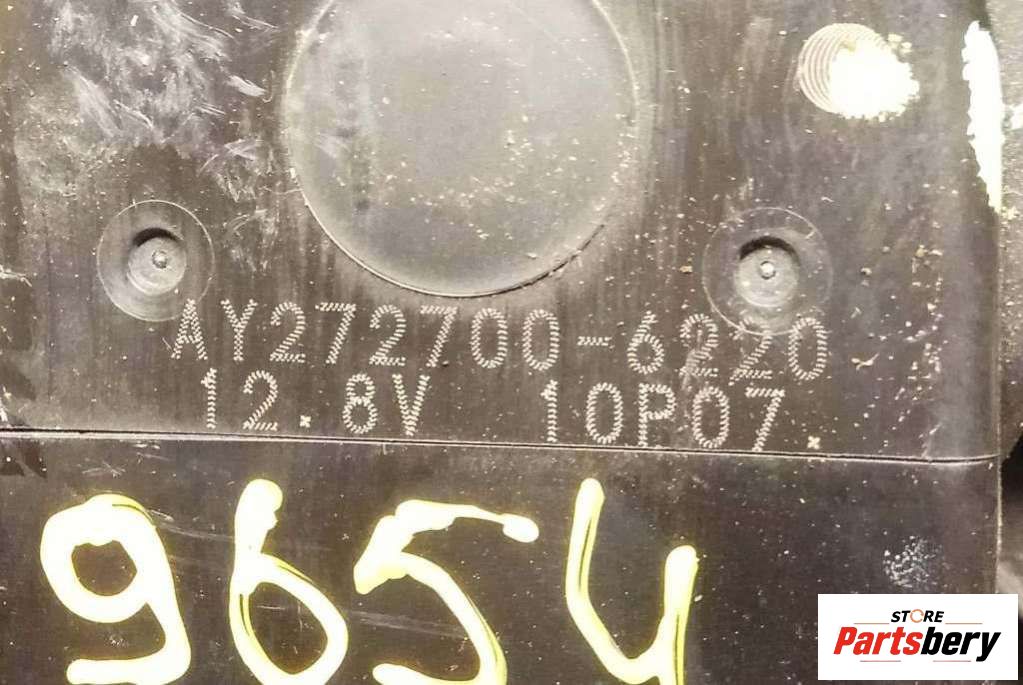 AY272700-6220
12.8V 10P07.
9654
STORE
Partsbery